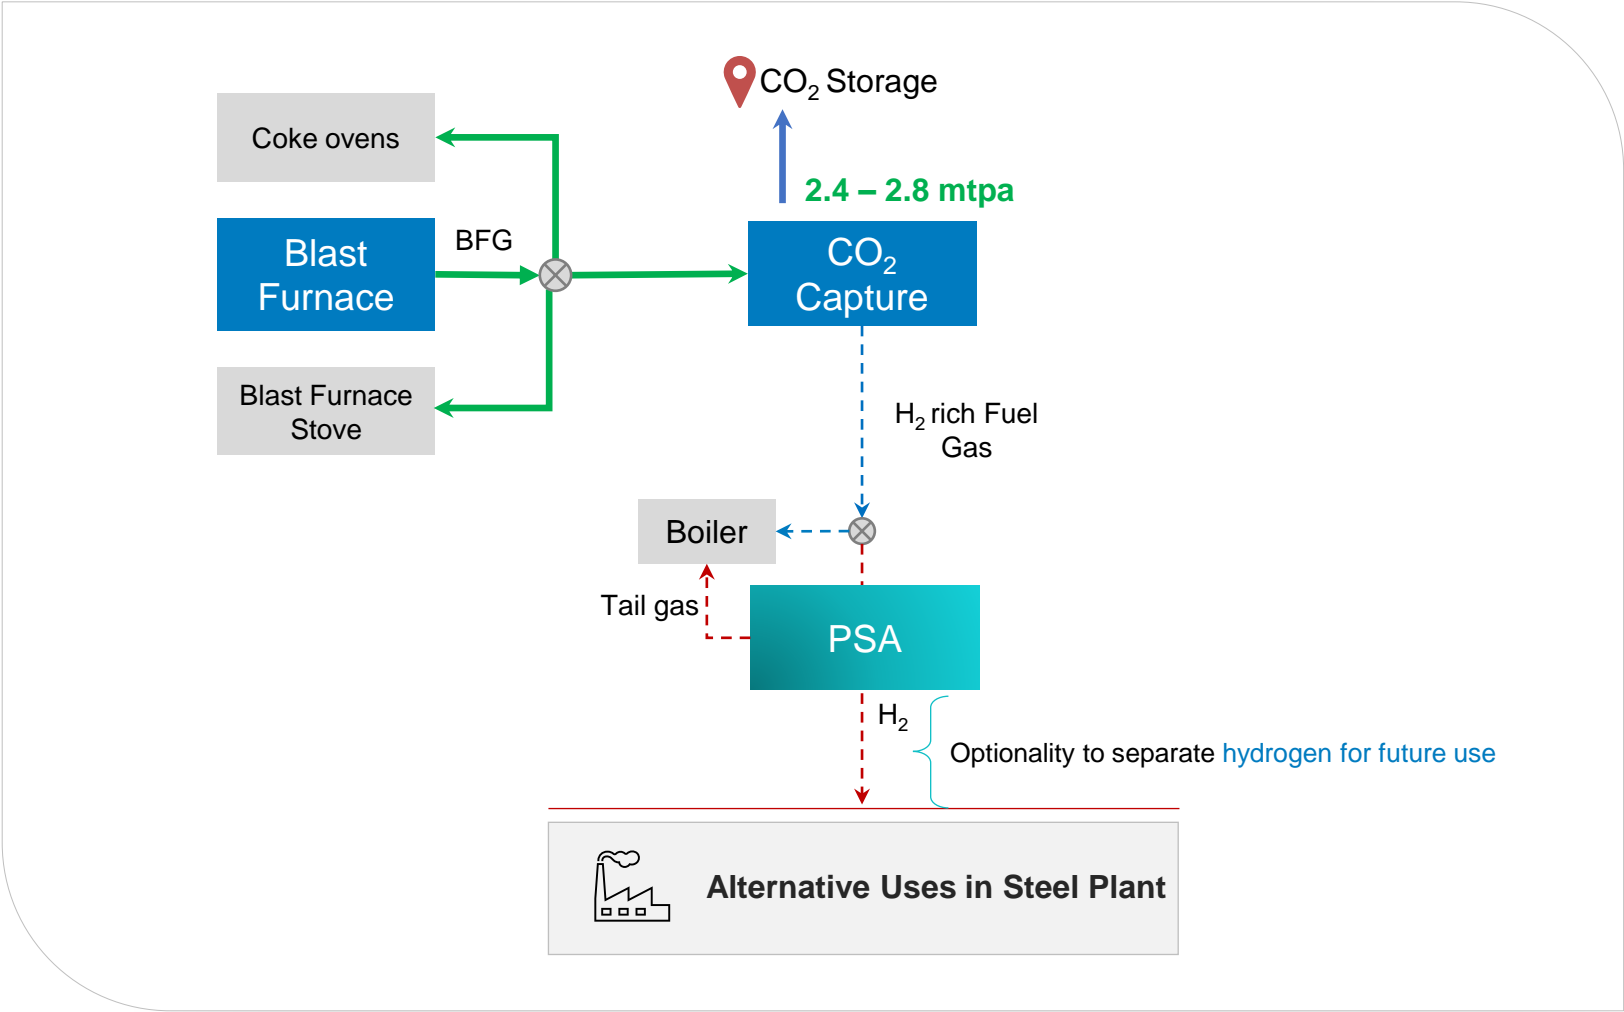 CO₂ Storage
Coke ovens
2.4 – 2.8 mtpa
Blast
Furnace
BFG
CO₂
Capture
Blast Furnace
Stove
H₂ rich Fuel
Gas
Boiler
Tail gas
PSA
H₂
Optionality to separate hydrogen for future use
Alternative Uses in Steel Plant